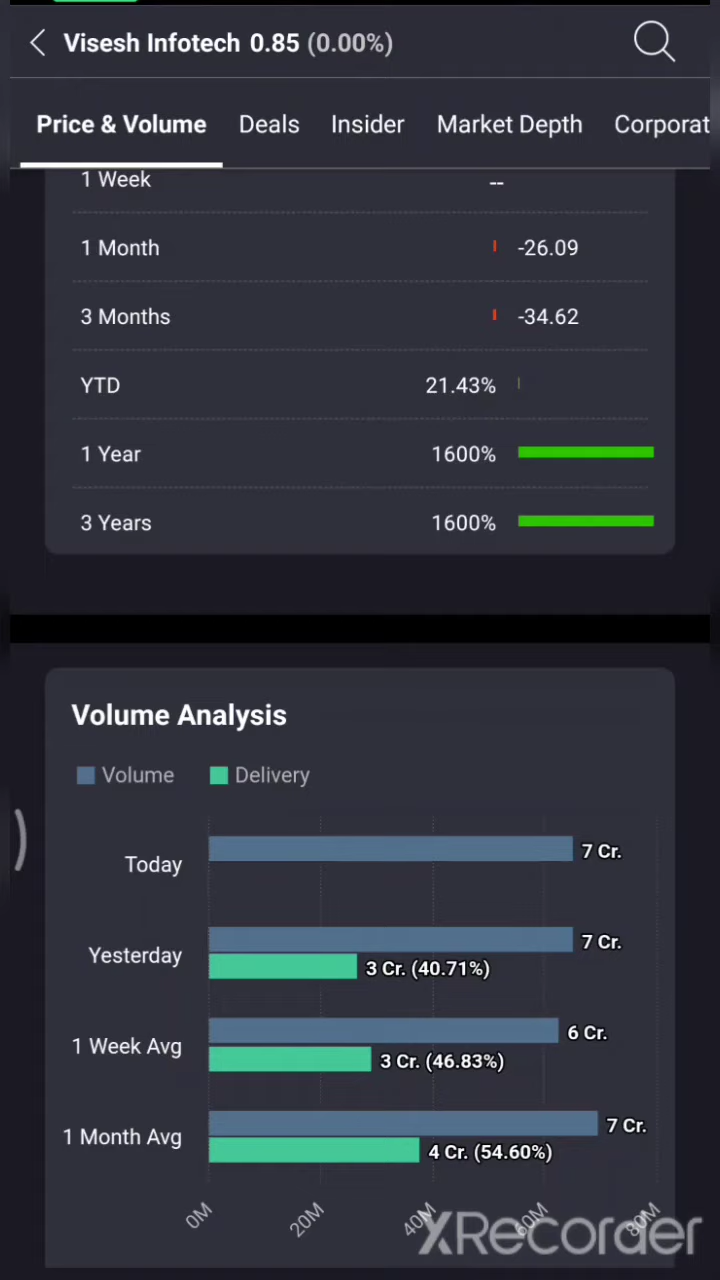 Visesh Infotech 0.85 (0.00%)
Price & Volume Deals Insider Market Depth Corporat
1 Week --
1 Month -26.09
3 Months -34.62
YTD 21.43%
1 Year 1600%
3 Years 1600%
Volume Analysis
Volume Delivery
Today 7 Cr.
Yesterday 7 Cr.
3 Cr. (40.71%)
1 Week Avg 6 Cr.
3 Cr. (46.83%)
1 Month Avg 7 Cr.
4 Cr. (54.60%)
0M 20M 40M 60M 80M
XRecorder